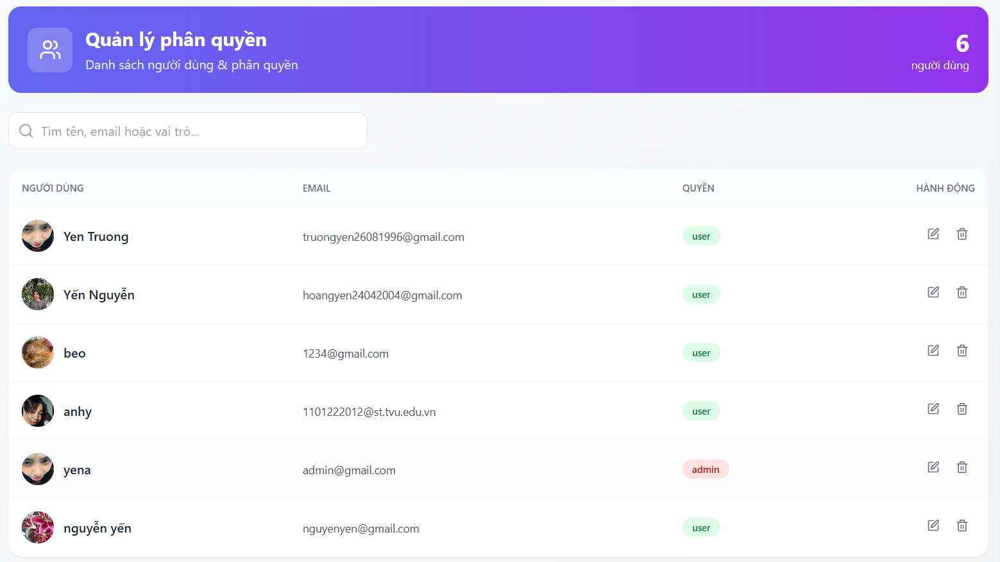 Quản lý phân quyền
Danh sách người dùng & phân quyền
6
người dùng
Tìm tên, email hoặc vai trò...
NGƯỜI DÙNG EMAIL QUYỀN HÀNH ĐỘNG
Yen Truong truongyen26081996@gmail.com user
Yến Nguyễn hoangyen24042004@gmail.com user
beo 1234@gmail.com user
anhy 1101222012@st.tvu.edu.vn user
yena admin@gmail.com admin
nguyễn yến nguyenyen@gmail.com user